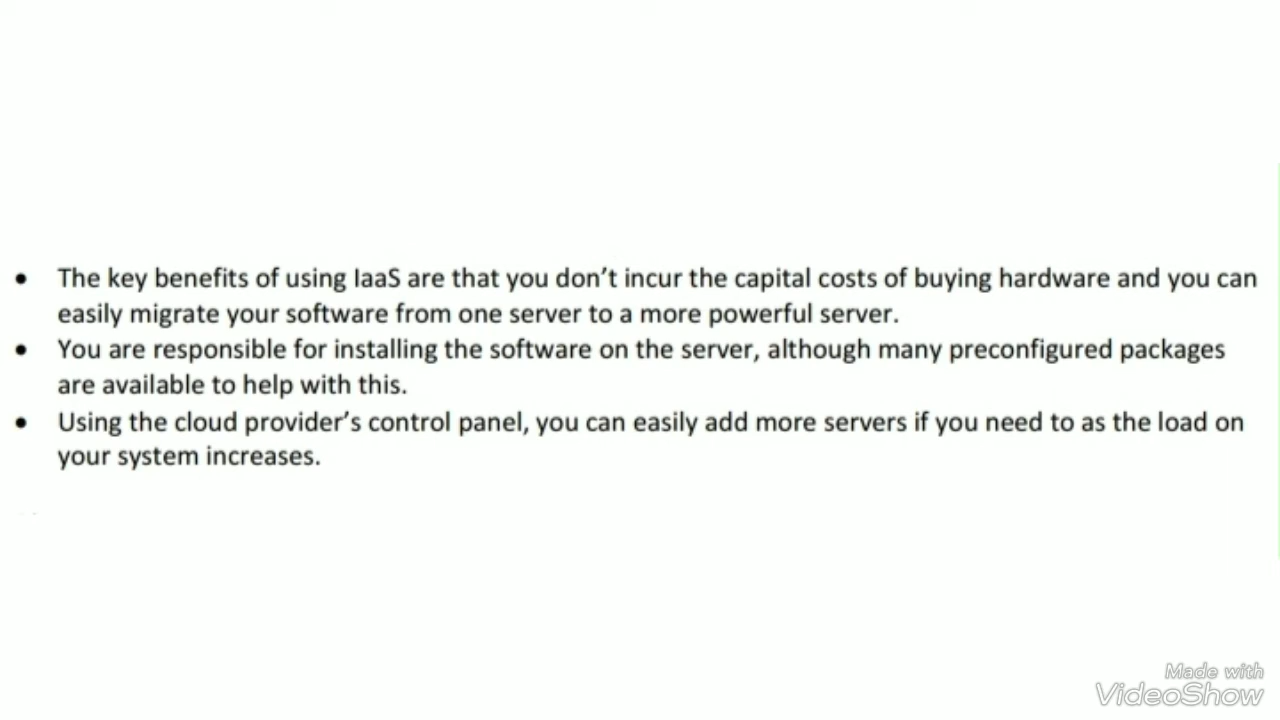 • The key benefits of using IaaS are that you don’t incur the capital costs of buying hardware and you can
easily migrate your software from one server to a more powerful server.
• You are responsible for installing the software on the server, although many preconfigured packages
are available to help with this.
• Using the cloud provider’s control panel, you can easily add more servers if you need to as the load on
your system increases.
Made with
VideoShow